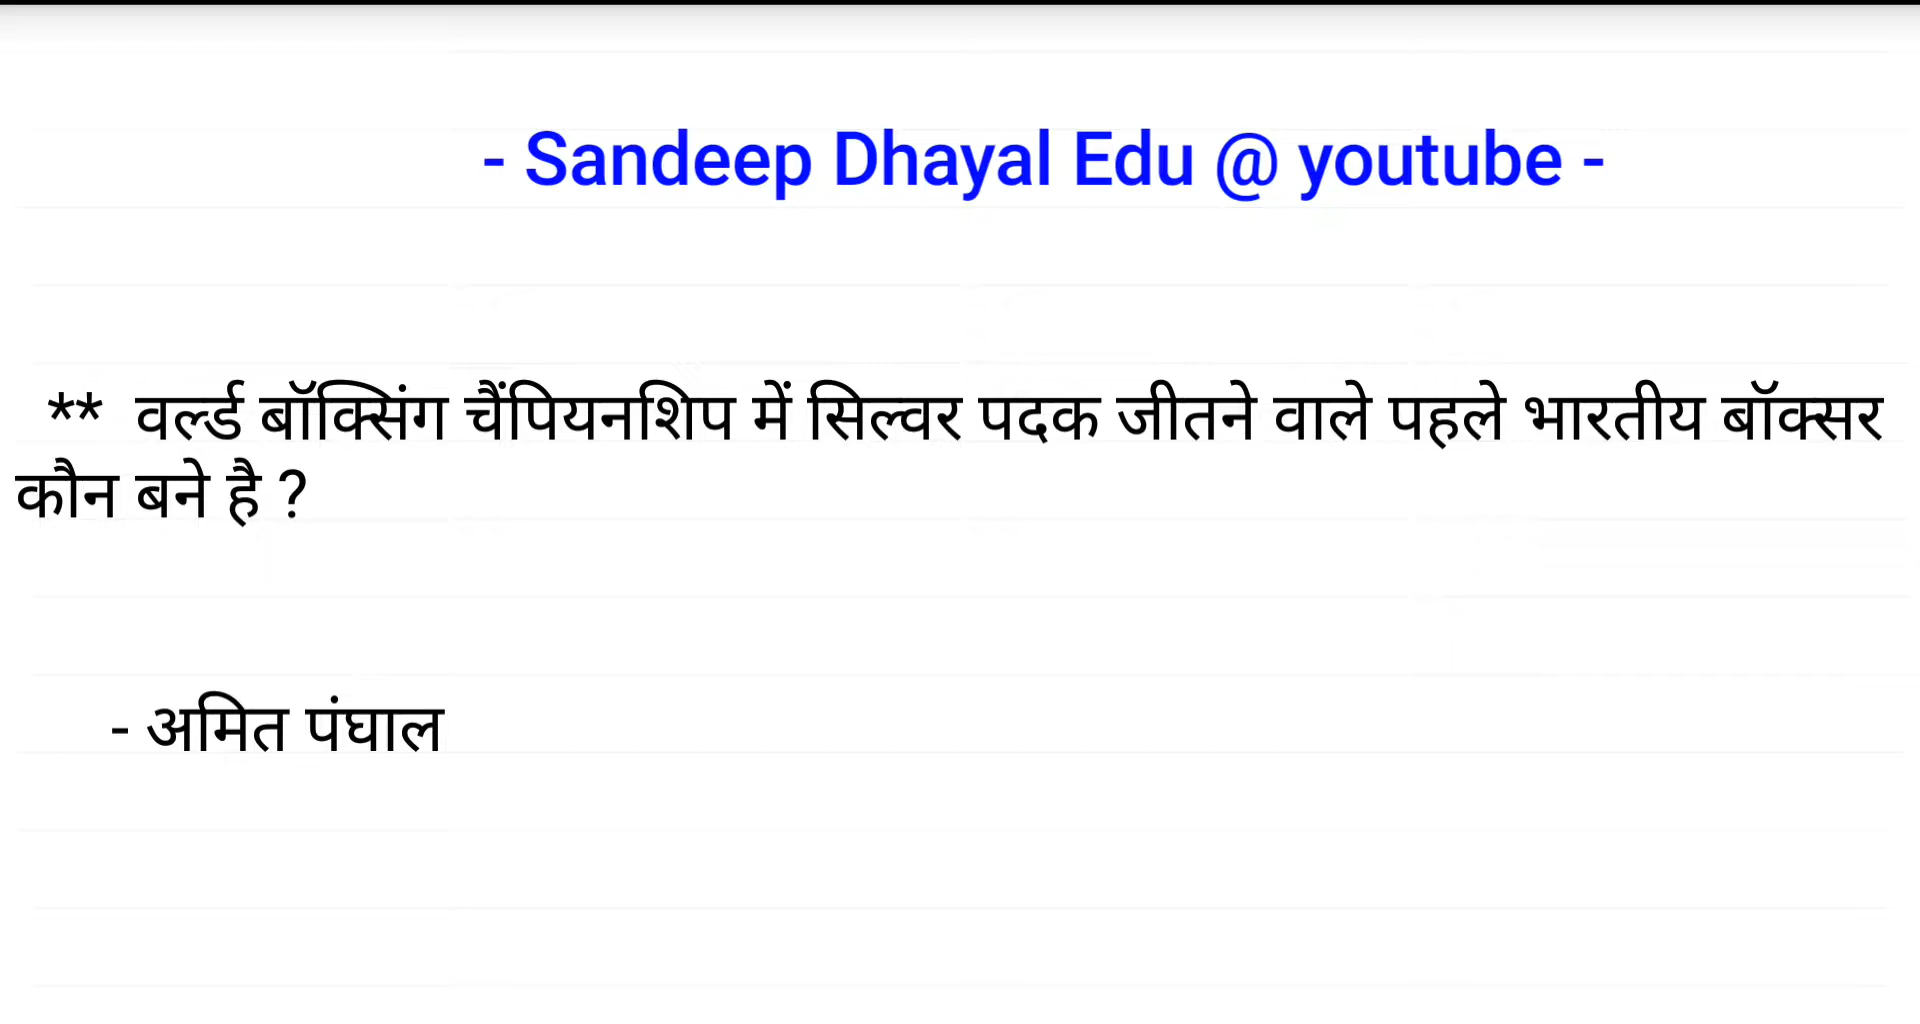 - Sandeep Dhayal Edu @ youtube -
** वर्ल्ड बॉक्सिंग चैंपियनशिप में सिल्वर पदक जीतने वाले पहले भारतीय बॉक्सर
कौन बने है ?
- अमित पंघाल